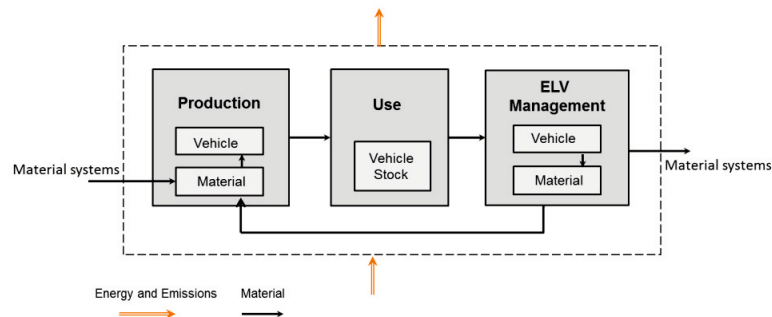 Production
Vehicle
Material
Use
Vehicle
Stock
ELV
Management
Vehicle
Material
Material systems
Material systems
Energy and Emissions
Material